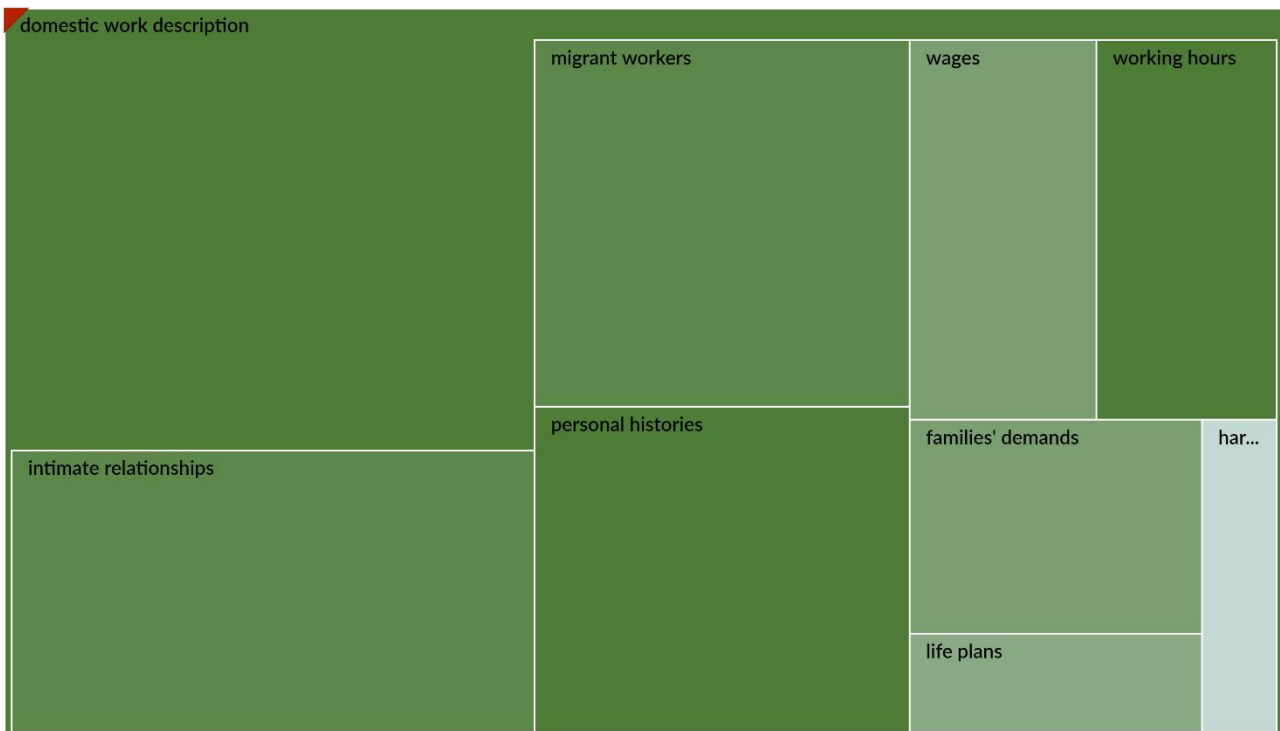 domestic work description
migrant workers
wages
working hours
personal histories
families' demands
har...
intimate relationships
life plans